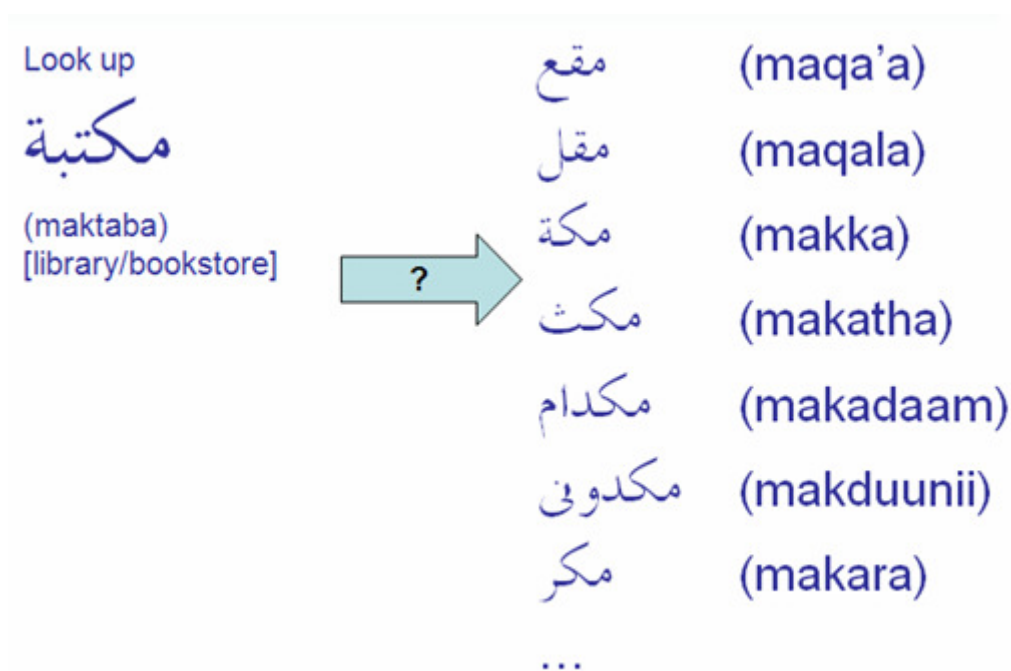 Look up
مكتبة
(maktaba)
[library/bookstore]
?
مقع (maqa’a)
مقل (maqala)
مكة (makka)
مكث (makatha)
مكدام (makadaam)
مكدونى (makduunii)
مكر (makara)
...